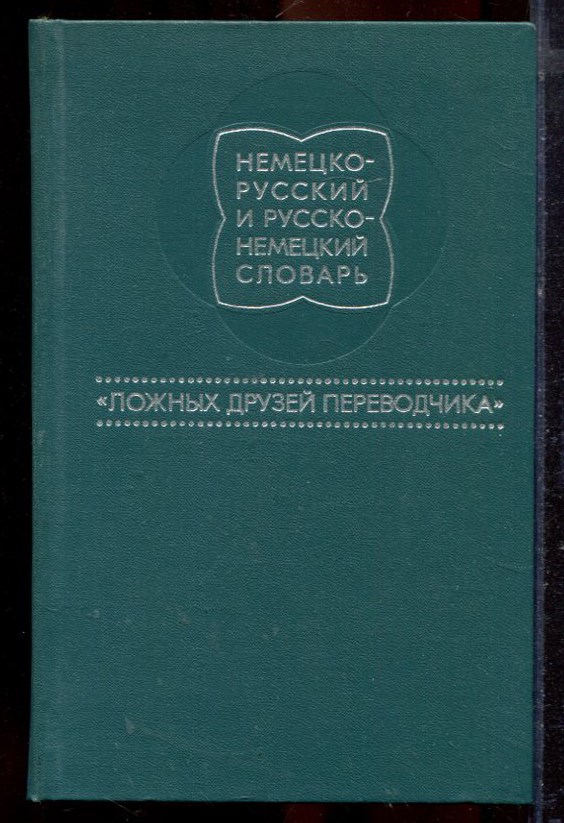 НЕМЕЦКО-
РУССКИЙ
И РУССКО-
НЕМЕЦКИЙ
СЛОВАРЬ
«ЛОЖНЫХ ДРУЗЕЙ ПЕРЕВОДЧИКА»